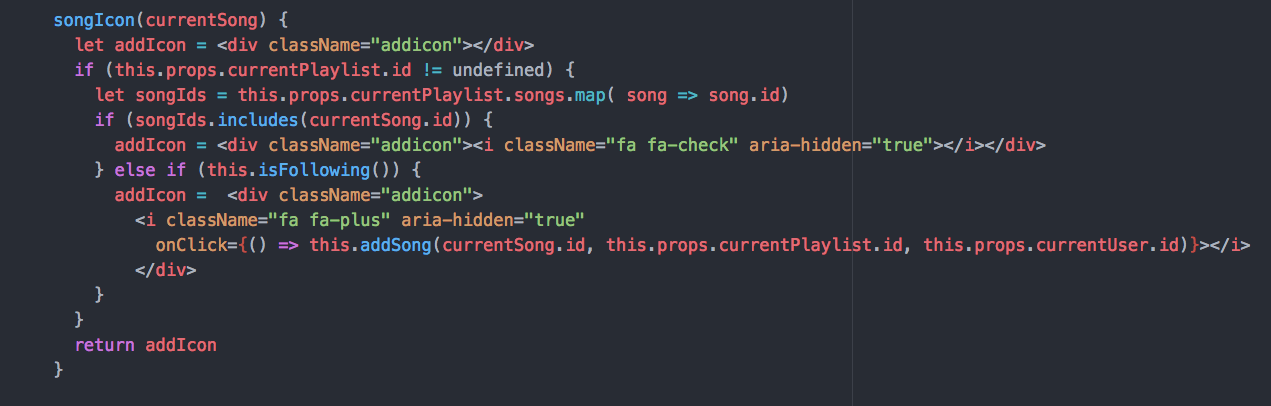 songIcon(currentSong) {
  let addIcon = <div className="addicon"></div>
  if (this.props.currentPlaylist.id != undefined) {
    let songIds = this.props.currentPlaylist.songs.map( song => song.id)
    if (songIds.includes(currentSong.id)) {
      addIcon = <div className="addicon"><i className="fa fa-check" aria-hidden="true"></i></div>
    } else if (this.isFollowing()) {
      addIcon =  <div className="addicon">
        <i className="fa fa-plus" aria-hidden="true"
          onClick={() => this.addSong(currentSong.id, this.props.currentPlaylist.id, this.props.currentUser.id)}></i>
        </div>
    }
  }
  return addIcon
}